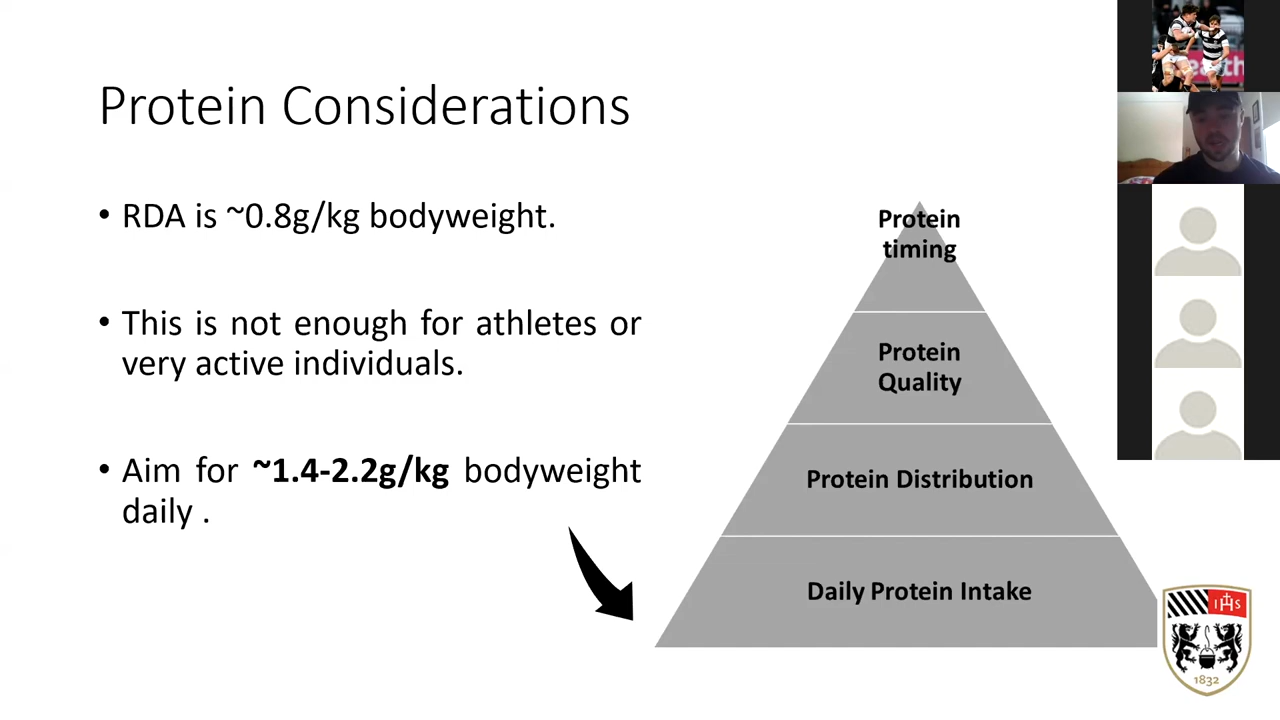 Protein Considerations
• RDA is ~0.8g/kg bodyweight.
• This is not enough for athletes or
very active individuals.
• Aim for ~1.4-2.2g/kg bodyweight
daily .
Protein
timing
Protein
Quality
Protein Distribution
Daily Protein Intake
IHS
1832